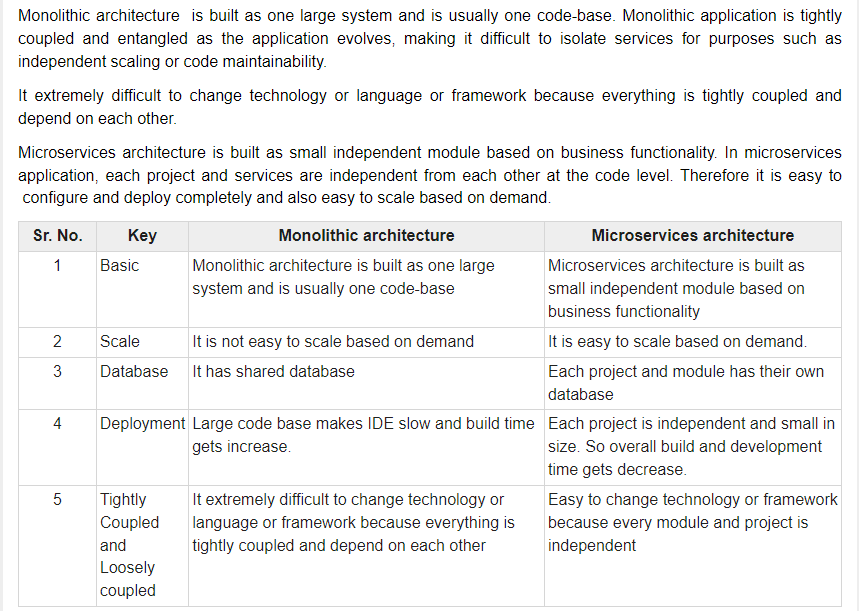 Monolithic architecture  is built as one large system and is usually one code-base. Monolithic application is tightly
coupled and entangled as the application evolves, making it difficult to isolate services for purposes such as
independent scaling or code maintainability.
It extremely difficult to change technology or language or framework because everything is tightly coupled and
depend on each other.
Microservices architecture is built as small independent module based on business functionality. In microservices
application, each project and services are independent from each other at the code level. Therefore it is easy to
configure and deploy completely and also easy to scale based on demand.
Sr. No. Key Monolithic architecture Microservices architecture
1 Basic Monolithic architecture is built as one large Microservices architecture is built as
system and is usually one code-base small independent module based on
business functionality
2 Scale It is not easy to scale based on demand It is easy to scale based on demand.
3 Database It has shared database Each project and module has their own
database
4 Deployment Large code base makes IDE slow and build time Each project is independent and small in
gets increase. size. So overall build and development
time gets decrease.
5 Tightly It extremely difficult to change technology or Easy to change technology or framework
Coupled language or framework because everything is because every module and project is
and tightly coupled and depend on each other independent
Loosely
coupled